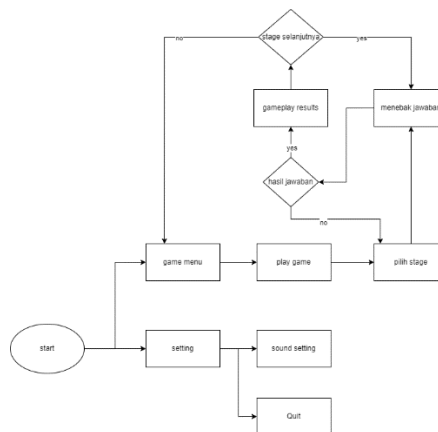 stage selanjutnya
no
yes
gameplay results
menebak jawaban
yes
hasil jawaban
no
game menu
play game
pilih stage
start
setting
sound setting
Quit